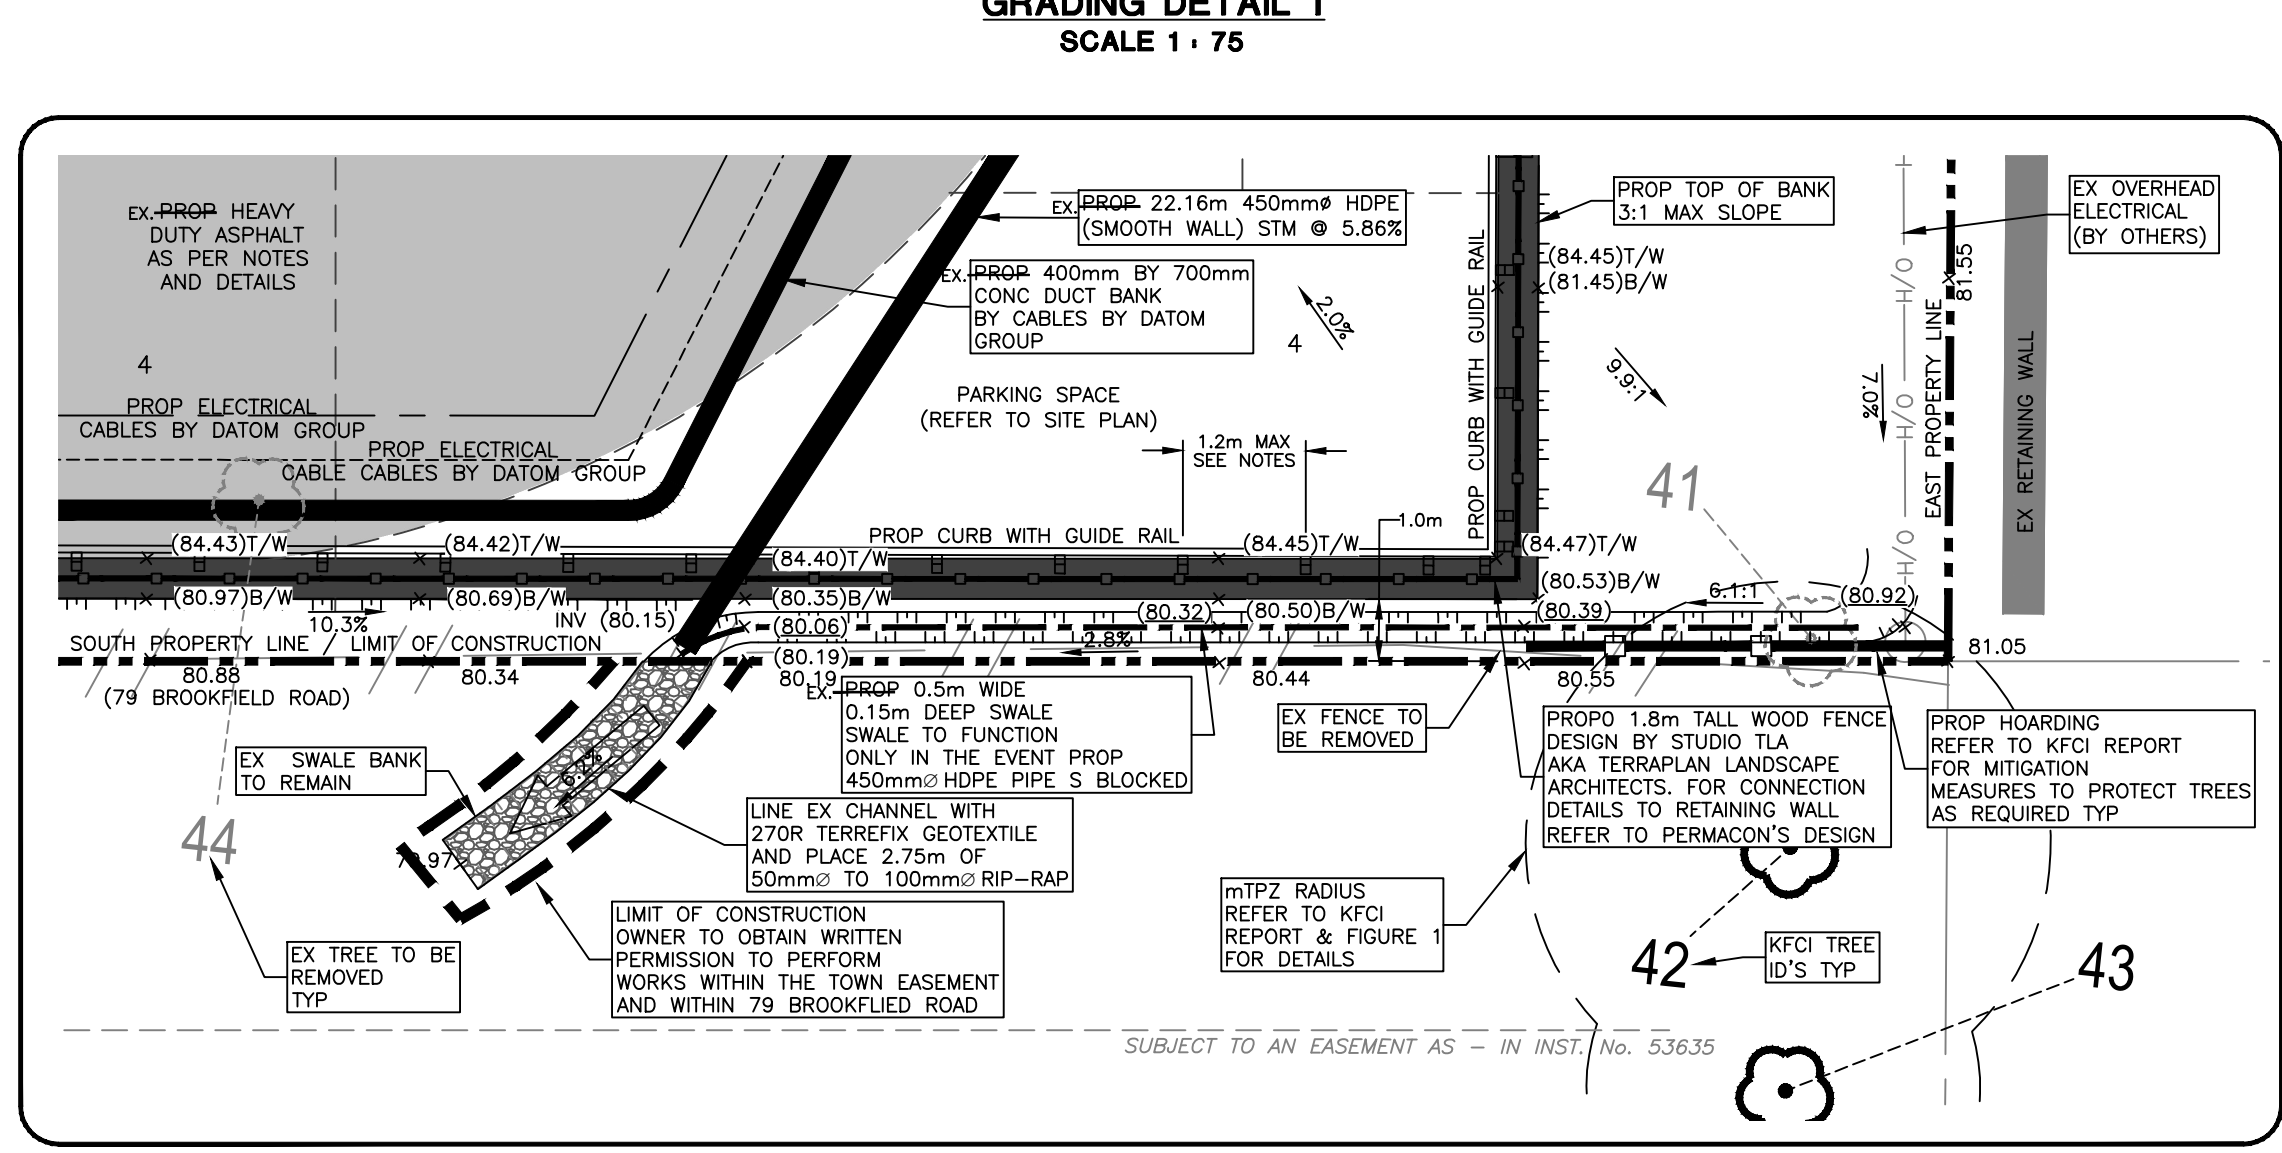 GRADING DETAIL 1
SCALE 1 : 75
EX. PROP HEAVY
DUTY ASPHALT
AS PER NOTES
AND DETAILS
4
PROP ELECTRICAL
CABLES BY DATOM GROUP
PROP ELECTRICAL
CABLE CABLES BY DATOM GROUP
EX. PROP 22.16m 450mmø HDPE
(SMOOTH WALL) STM @ 5.86%
EX. PROP 400mm BY 700mm
CONC DUCT BANK
BY CABLES BY DATOM
GROUP
2.0%
4
PARKING SPACE
(REFER TO SITE PLAN)
1.2m MAX
SEE NOTES
PROP CURB WITH GUIDE RAIL
PROP TOP OF BANK
3:1 MAX SLOPE
(84.45)T/W
(81.45)B/W
9.9:1
7.0%
H/O
H/O
H/O
H/O
EAST PROPERTY LINE
81.55
EX RETAINING WALL
EX OVERHEAD
ELECTRICAL
(BY OTHERS)
41
1.0m
PROP CURB WITH GUIDE RAIL
(84.43)T/W
(84.42)T/W
(84.40)T/W
(84.45)T/W
(84.47)T/W
(80.97)B/W
(80.69)B/W
(80.35)B/W
(80.32)
(80.50)B/W
(80.53)B/W
(80.39)
6.1:1
(80.92)
10.3%
INV (80.15)
(80.06)
2.8%
SOUTH PROPERTY LINE / LIMIT OF CONSTRUCTION
(80.19)
81.05
80.88
80.34
80.19
80.44
80.55
(79 BROOKFIELD ROAD)
EX. PROP 0.5m WIDE
0.15m DEEP SWALE
SWALE TO FUNCTION
ONLY IN THE EVENT PROP
450mmø HDPE PIPE S BLOCKED
EX FENCE TO
BE REMOVED
PROPO 1.8m TALL WOOD FENCE
DESIGN BY STUDIO TLA
AKA TERRAPLAN LANDSCAPE
ARCHITECTS. FOR CONNECTION
DETAILS TO RETAINING WALL
REFER TO PERMACON'S DESIGN
PROP HOARDING
REFER TO KFCI REPORT
FOR MITIGATION
MEASURES TO PROTECT TREES
AS REQUIRED TYP
EX SWALE BANK
TO REMAIN
6.2%
LINE EX CHANNEL WITH
270R TERREFIX GEOTEXTILE
AND PLACE 2.75m OF
50mmø TO 100mmø RIP-RAP
44
79.97
mTPZ RADIUS
REFER TO KFCI
REPORT & FIGURE 1
FOR DETAILS
LIMIT OF CONSTRUCTION
OWNER TO OBTAIN WRITTEN
PERMISSION TO PERFORM
WORKS WITHIN THE TOWN EASEMENT
AND WITHIN 79 BROOKFLIED ROAD
EX TREE TO BE
REMOVED
TYP
42
KFCI TREE
ID'S TYP
43
SUBJECT TO AN EASEMENT AS - IN INST. No. 53635